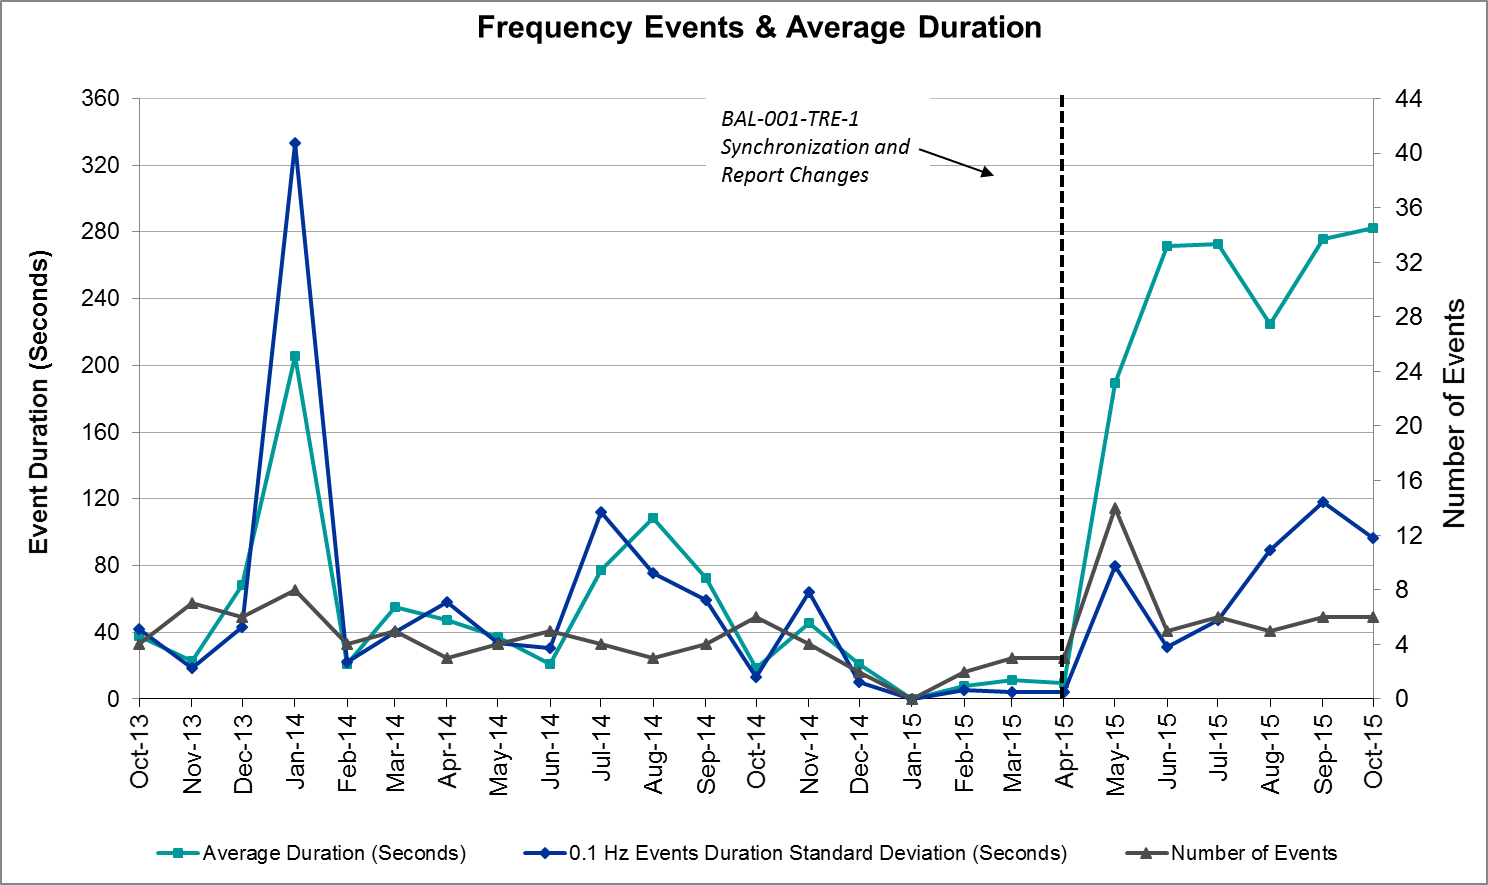 Frequency Events & Average Duration
360
320
280
240
200
160
120
80
40
0
Event Duration (Seconds)
BAL-001-TRE-1
Synchronization and
Report Changes
44
40
36
32
28
24
20
16
12
8
4
0
Number of Events
Oct-13
Nov-13
Dec-13
Jan-14
Feb-14
Mar-14
Apr-14
May-14
Jun-14
Jul-14
Aug-14
Sep-14
Oct-14
Nov-14
Dec-14
Jan-15
Feb-15
Mar-15
Apr-15
May-15
Jun-15
Jul-15
Aug-15
Sep-15
Oct-15
Average Duration (Seconds)
0.1 Hz Events Duration Standard Deviation (Seconds)
Number of Events